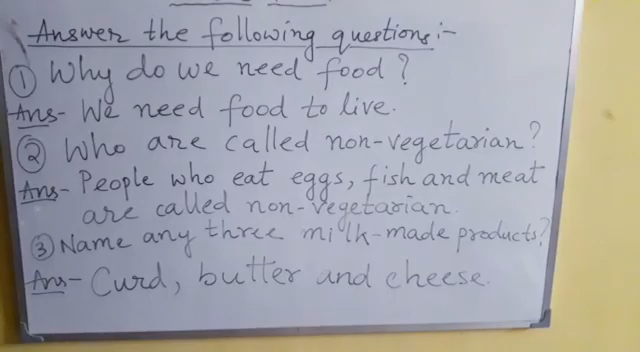 Answer the following questions:-
① Why do we need food?
Ans- We need food to live.
② Who are called non-vegetarian?
Ans- People who eat eggs, fish and meat
are called non-vegetarian.
③ Name any three milk-made products?
Ans- Curd, butter and cheese.